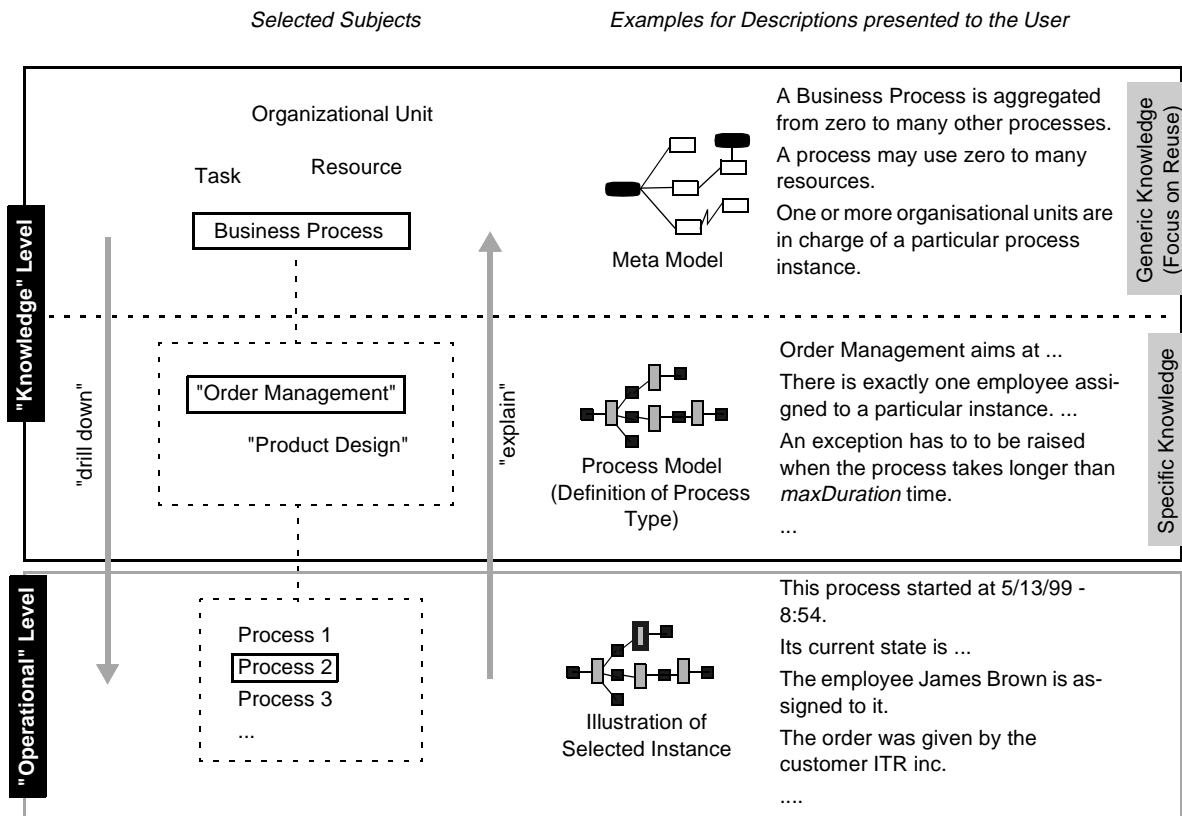 Selected Subjects
Examples for Descriptions presented to the User
"Knowledge" Level
Organizational Unit
Task
Resource
Business Process
"drill down"
"explain"
Meta Model
A Business Process is aggregated
from zero to many other processes.
A process may use zero to many
resources.
One or more organisational units are
in charge of a particular process
instance.
Generic Knowledge
(Focus on Reuse)
"Order Management"
"Product Design"
Process Model
(Definition of Process
Type)
Order Management aims at ...
There is exactly one employee assi-
gned to a particular instance. ...
An exception has to to be raised
when the process takes longer than
maxDuration time.
...
Specific Knowledge
"Operational" Level
Process 1
Process 2
Process 3
...
Illustration of
Selected Instance
This process started at 5/13/99 -
8:54.
Its current state is ...
The employee James Brown is as-
signed to it.
The order was given by the
customer ITR inc.
....